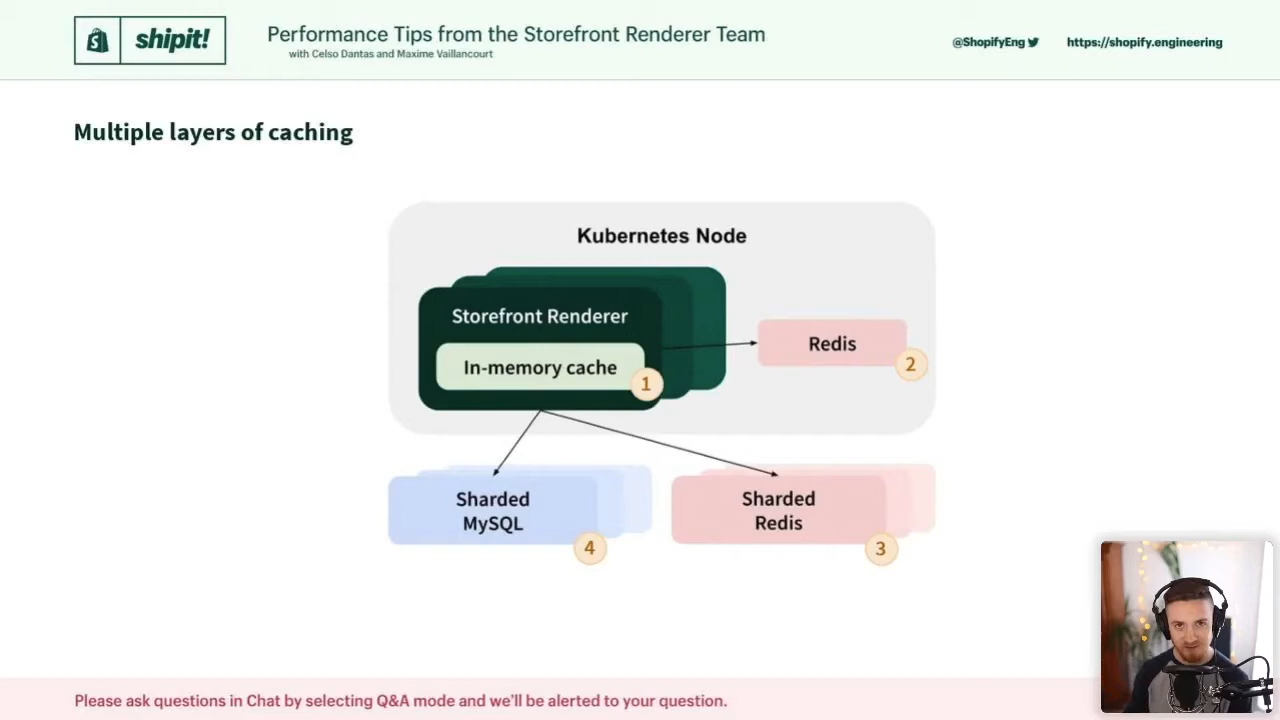 shipit!
Performance Tips from the Storefront Renderer Team
with Celso Dantas and Maxime Vaillancourt
@ShopifyEng
https://shopify.engineering
Multiple layers of caching
Kubernetes Node
Storefront Renderer
In-memory cache
1
Redis
2
Sharded
MySQL
4
Sharded
Redis
3
Please ask questions in Chat by selecting Q&A mode and we'll be alerted to your question.